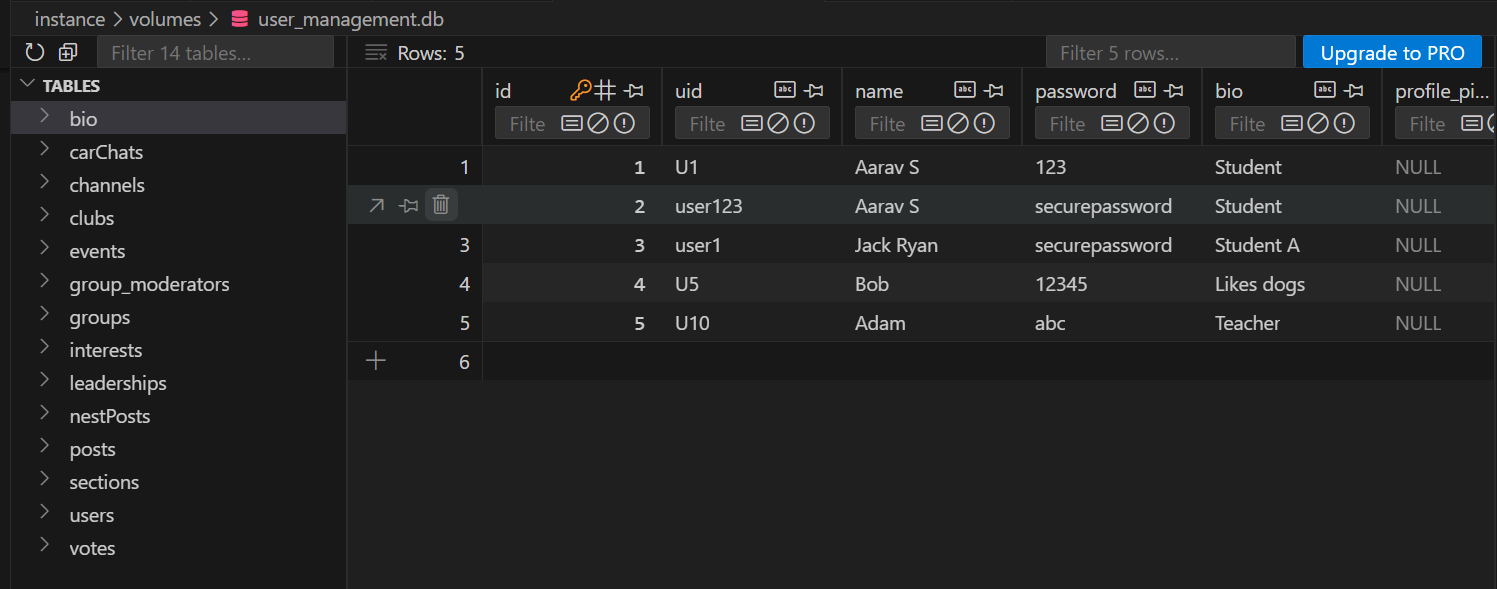 instance > volumes > user_management.db
Filter 14 tables...
Rows: 5
Filter 5 rows...
Upgrade to PRO
TABLES
bio
carChats
channels
clubs
events
group_moderators
groups
interests
leaderships
nestPosts
posts
sections
users
votes
id uid name password bio profile_pi...
Filte Filte Filte Filte Filte Filte
1 1 U1 Aarav S 123 Student NULL
2 user123 Aarav S securepassword Student NULL
3 3 user1 Jack Ryan securepassword Student A NULL
4 4 U5 Bob 12345 Likes dogs NULL
5 5 U10 Adam abc Teacher NULL
6